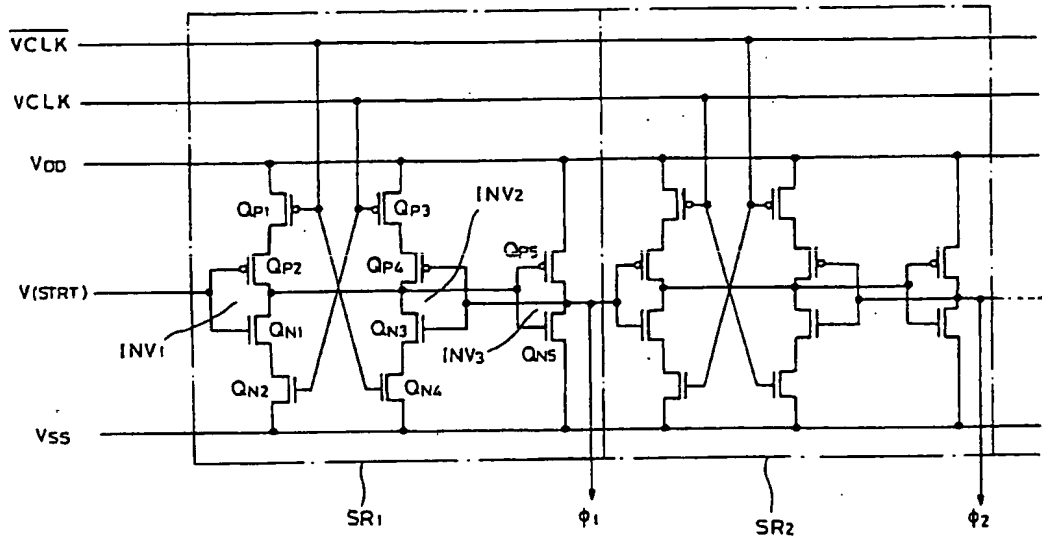 V̅C̅L̅K̅
VCLK
VDD
QP1
QP3
INV2
QP2
QP4
QP5
V(STRT)
INV1
QN1
QN3
INV3
QN5
QN2
QN4
VSS
SR1
φ1
SR2
φ2